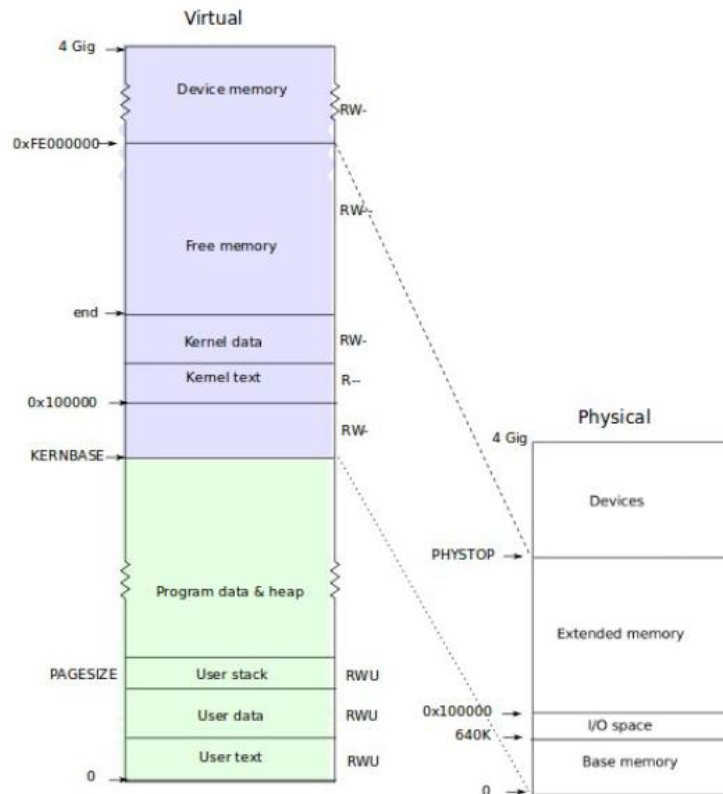 Virtual
4 Gig
Device memory
RW-
0xFE000000
RW--
Free memory
end
Kernel data
RW-
Kernel text
R--
0x100000
RW-
KERNBASE
Program data & heap
PAGESIZE
User stack
RWU
User data
RWU
User text
RWU
0
Physical
4 Gig
Devices
PHYSTOP
Extended memory
0x100000
I/O space
640K
Base memory
0